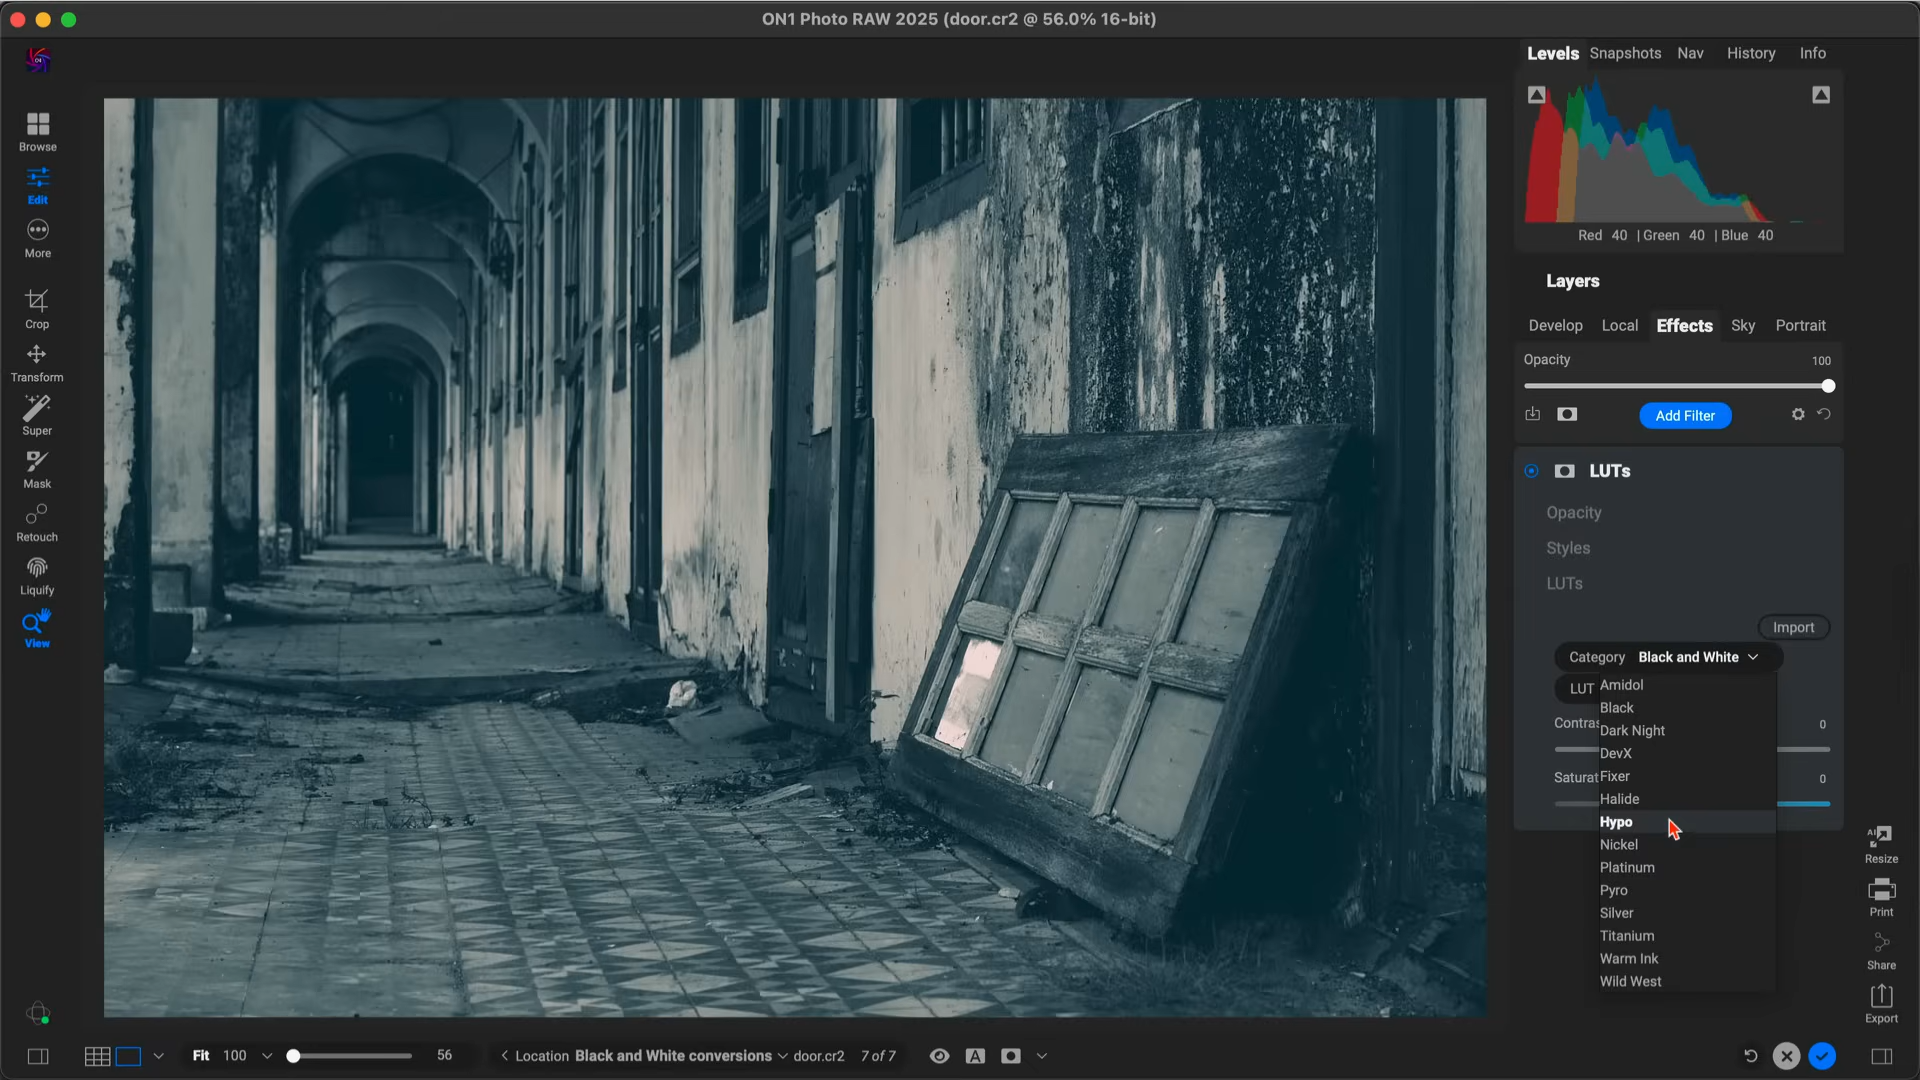 ON1 Photo RAW 2025 (door.cr2 @ 56.0% 16-bit)
Levels Snapshots Nav History Info
Red 40 | Green 40 | Blue 40
Layers
Develop Local Effects Sky Portrait
Opacity 100
Add Filter
LUTs
Opacity
Styles
LUTs
Import
Category Black and White
LUT
Amidol
Black
Contras 0
Dark Night
DevX
Saturat 0
Fixer
Halide
Hypo
Nickel
Platinum
Pyro
Silver
Titanium
Warm Ink
Wild West
Browse
Edit
More
Crop
Transform
Super
Mask
Retouch
Liquify
View
AI
Resize
Print
Share
Export
Fit 100 56 Location Black and White conversions door.cr2 7 of 7 A